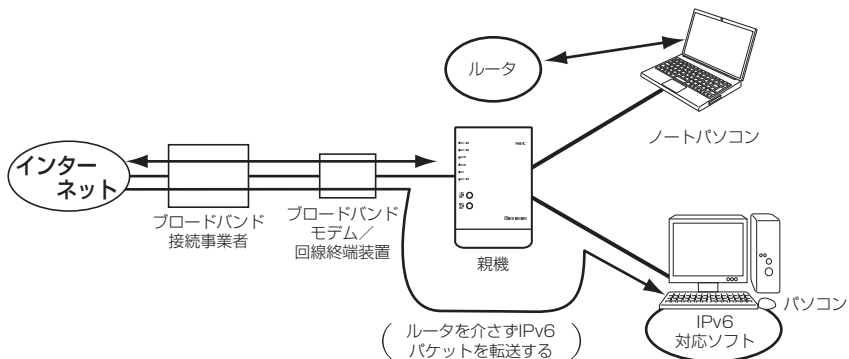 ルータ
ノートパソコン
インター
ネット
NEC
ブロードバンド
接続事業者
ブロードバンド
モデム／
回線終端装置
親機
パソコン
IPv6
対応ソフト
ルータを介さずIPv6
パケットを転送する